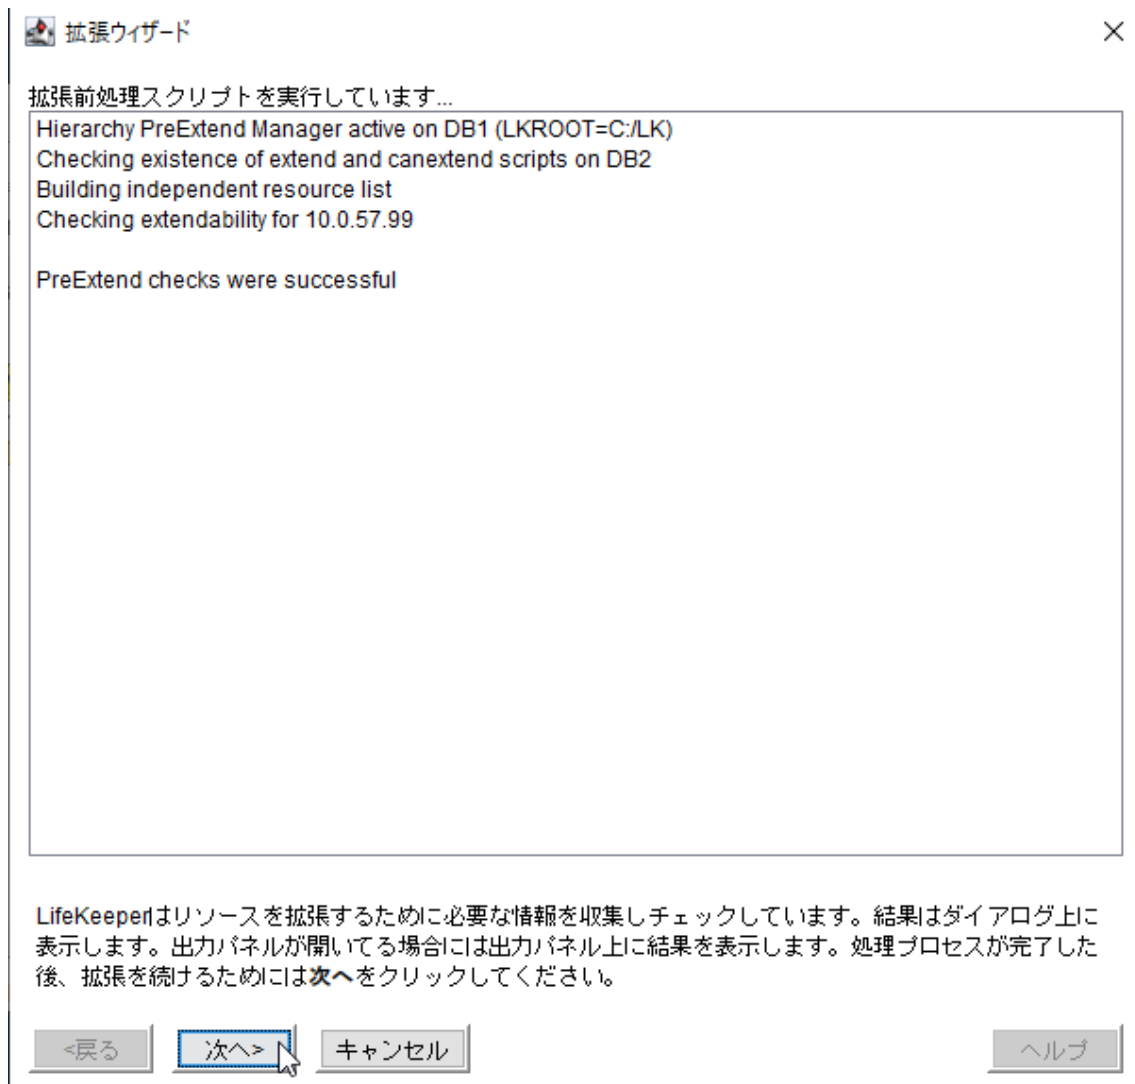 拡張ウィザード
拡張前処理スクリプトを実行しています...
Hierarchy PreExtend Manager active on DB1 (LKROOT=C:/LK)
Checking existence of extend and canextend scripts on DB2
Building independent resource list
Checking extendability for 10.0.57.99
PreExtend checks were successful
LifeKeeperはリソースを拡張するために必要な情報を収集しチェックしています。結果はダイアログ上に
表示します。出力パネルが開いてる場合には出力パネル上に結果を表示します。処理プロセスが完了した
後、拡張を続けるためには次へをクリックしてください。
<戻る 次へ> キャンセル ヘルプ